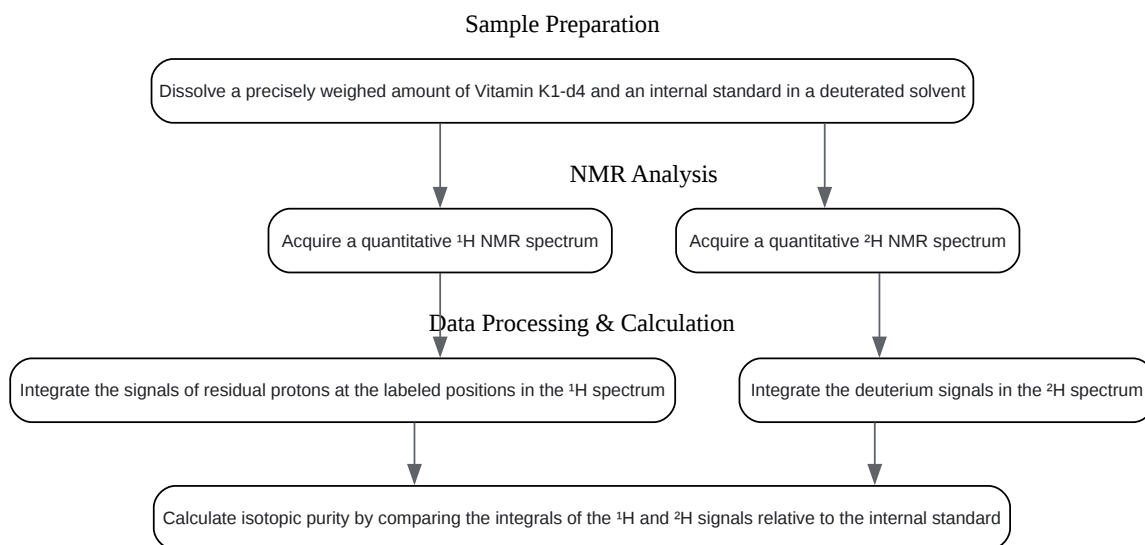 Sample Preparation
Dissolve a precisely weighed amount of Vitamin K1-d4 and an internal standard in a deuterated solvent
NMR Analysis
Acquire a quantitative ¹H NMR spectrum
Acquire a quantitative ²H NMR spectrum
Data Processing & Calculation
Integrate the signals of residual protons at the labeled positions in the ¹H spectrum
Integrate the deuterium signals in the ²H spectrum
Calculate isotopic purity by comparing the integrals of the ¹H and ²H signals relative to the internal standard